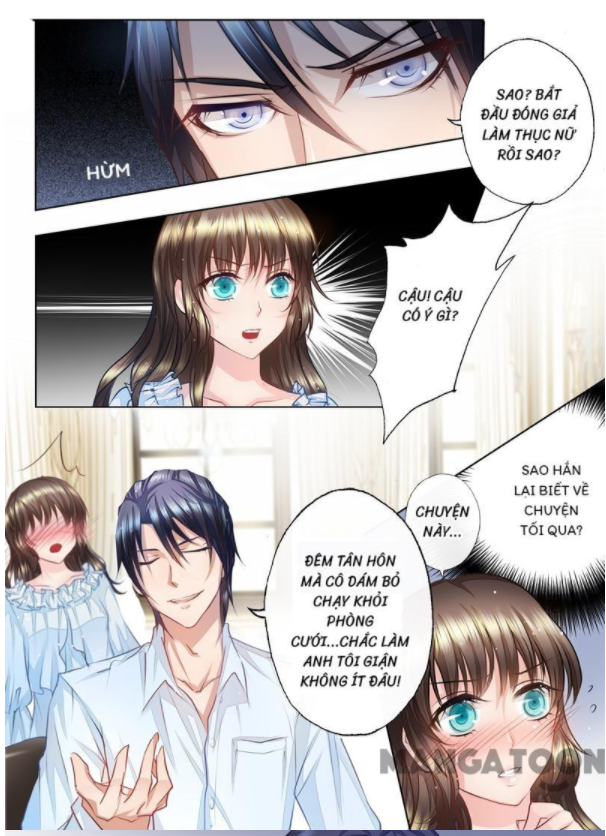 SAO? BẮT
ĐẦU ĐÓNG GIẢ
LÀM THỤC NỮ
RỒI SAO?
HỪM
CẬU! CẬU
CÓ Ý GÌ?
SAO HẮN
LẠI BIẾT VỀ
CHUYỆN
TỐI QUA?
CHUYỆN
NÀY...
ĐÊM TÂN HÔN
MÀ CÔ DÁM BỎ
CHẠY KHỎI
PHÒNG
CƯỚI...CHẮC LÀM
ANH TÔI GIẬN
KHÔNG ÍT ĐÂU!
MANGATOON